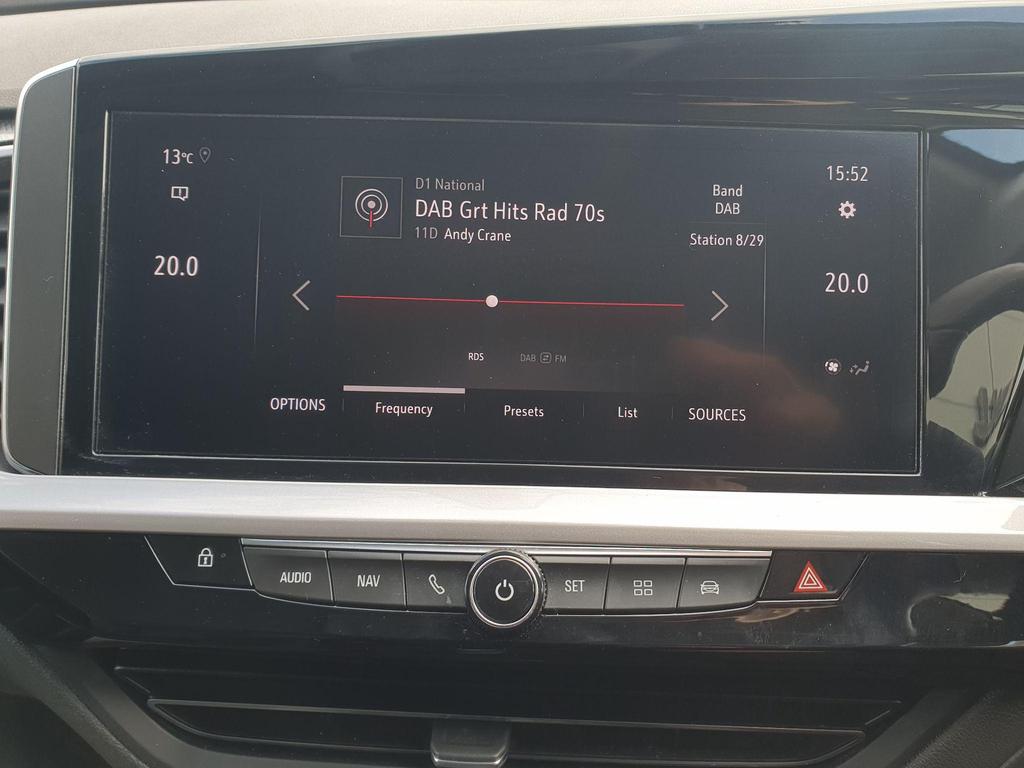 13°C
15:52
D1 National
DAB Grt Hits Rad 70s
11D Andy Crane
Band
DAB
Station 8/29
20.0
20.0
RDS
DAB FM
OPTIONS
Frequency
Presets
List
SOURCES
AUDIO
NAV
SET